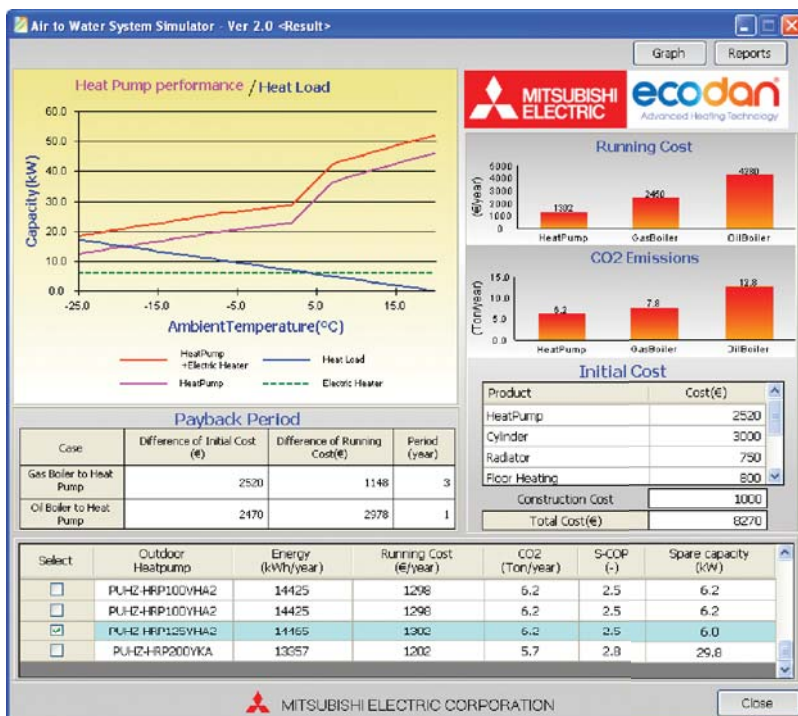 Air to Water System Simulator - Ver 2.0 <Result>
Graph Reports
Heat Pump performance / Heat Load
60.0
50.0
40.0
30.0
20.0
10.0
0.0
Capacity(kW)
-25.0 -15.0 -5.0 5.0 15.0
AmbientTemperature(°C)
HeatPump +Electric Heater
Heat Load
HeatPump
Electric Heater
MITSUBISHI ELECTRIC
ecodan®
Advanced Heating Technology
Running Cost
(€/year)
6000
5000
4000
3000
2000
1000
0
1302 2450 4280
HeatPump GasBoiler OilBoiler
CO2 Emissions
(Ton/year)
15.0
10.0
5.0
0.0
6.2 7.8 12.8
HeatPump GasBoiler OilBoiler
Initial Cost
Product Cost(€)
HeatPump 2520
Cylinder 3000
Radiator 750
Floor Heating 800
Construction Cost 1000
Total Cost(€) 8270
Payback Period
Case Difference of Initial Cost (€) Difference of Running Cost(€) Period (year)
Gas Boiler to Heat Pump 2520 1148 3
Oil Boiler to Heat Pump 2470 2978 1
Select Outdoor Heatpump Energy (kWh/year) Running Cost (€/year) CO2 (Ton/year) S-COP (-) Spare capacity (kW)
PUHZ-HRP100VHA2 14425 1298 6.2 2.5 6.2
PUHZ-HRP100YHA2 14425 1298 6.2 2.5 6.2
PUHZ-HRP125YHA2 14465 1302 6.2 2.5 6.0
PUHZ-HRP200YKA 13357 1202 5.7 2.8 29.8
MITSUBISHI ELECTRIC CORPORATION
Close